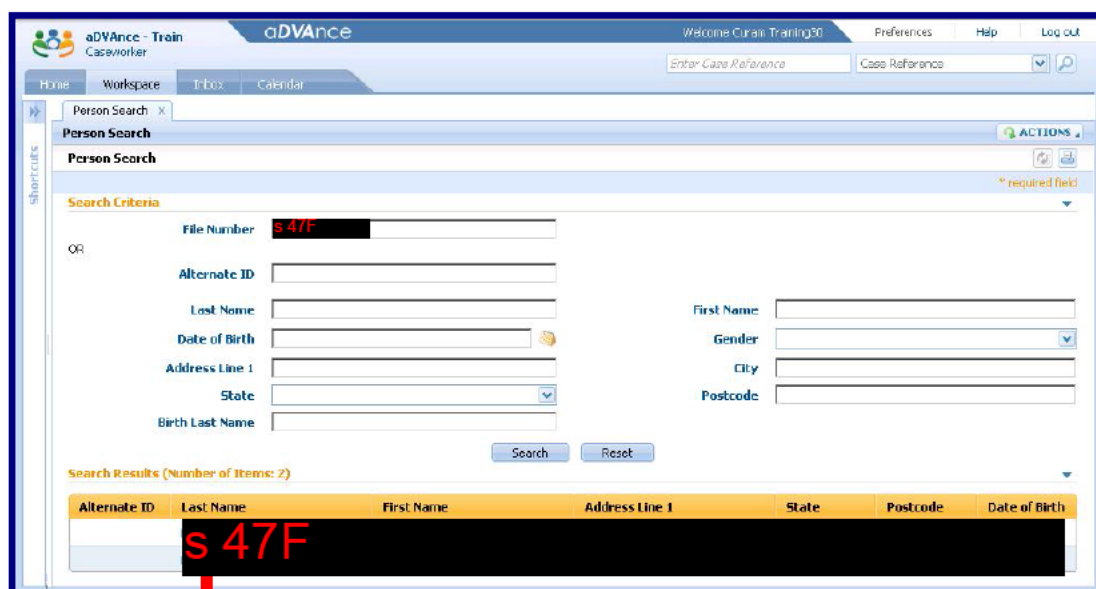 aDVAnce - Train
Caseworker
aDVAnce
Welcome Curam Training30
Preferences
Help
Log out
Enter Case Reference
Case Reference
Home
Workspace
Inbox
Calendar
Person Search X
Person Search
ACTIONS
Person Search
Shortcuts
* required field
Search Criteria
File Number
s 47F
OR
Alternate ID
Last Name
First Name
Date of Birth
Gender
Address Line 1
City
State
Postcode
Birth Last Name
Search
Reset
Search Results (Number of Items: 2)
Alternate ID
Last Name
First Name
Address Line 1
State
Postcode
Date of Birth
s 47F